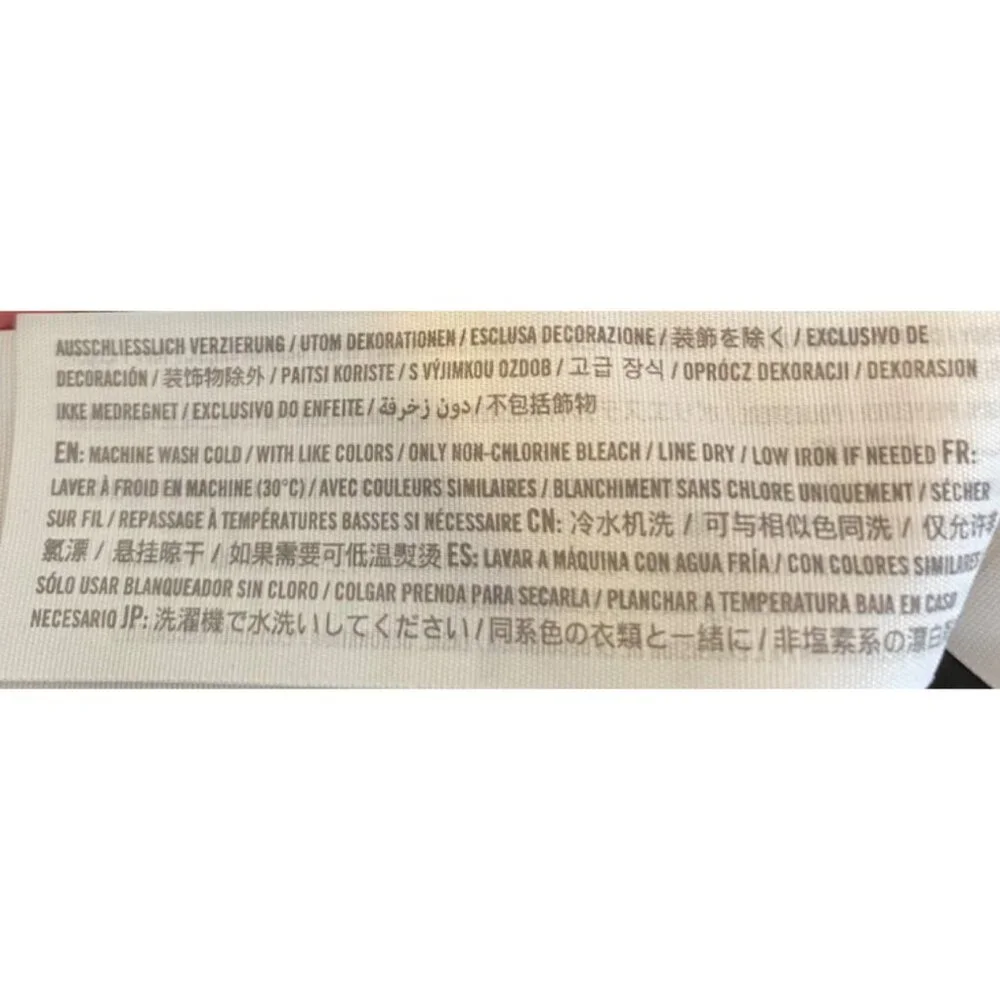 AUSSCHLIESSLICH VERZIERUNG / UTOM DEKORATIONEN / ESCLUSA DECORAZIONE / 装飾を除く / EXCLUSIVO DE
DECORACIÓN / 装饰物除外 / PAITSI KORISTE / S VÝJIMKOU OZDOB / 고급 장식 / OPRÓCZ DEKORACJI / DEKORASJON
IKKE MEDREGNET / EXCLUSIVO DO ENFEITE / دون زخرفة / 不包括飾物
EN: MACHINE WASH COLD / WITH LIKE COLORS / ONLY NON-CHLORINE BLEACH / LINE DRY / LOW IRON IF NEEDED FR:
LAVER À FROID EN MACHINE (30°C) / AVEC COULEURS SIMILAIRES / BLANCHIMENT SANS CHLORE UNIQUEMENT / SÉCHER
SUR FIL / REPASSAGE À TEMPÉRATURES BASSES SI NÉCESSAIRE CN: 冷水机洗 / 可与相似色同洗 / 仅允许
氯漂 / 悬挂晾干 / 如果需要可低温熨烫 ES: LAVAR A MÁQUINA CON AGUA FRÍA / CON COLORES SIMILARES
SÓLO USAR BLANQUEADOR SIN CLORO / COLGAR PRENDA PARA SECARLA / PLANCHAR A TEMPERATURA BAJA EN CASO
NECESARIO JP: 洗濯機で水洗いしてください / 同系色の衣類と一緒に / 非塩素系の漂白